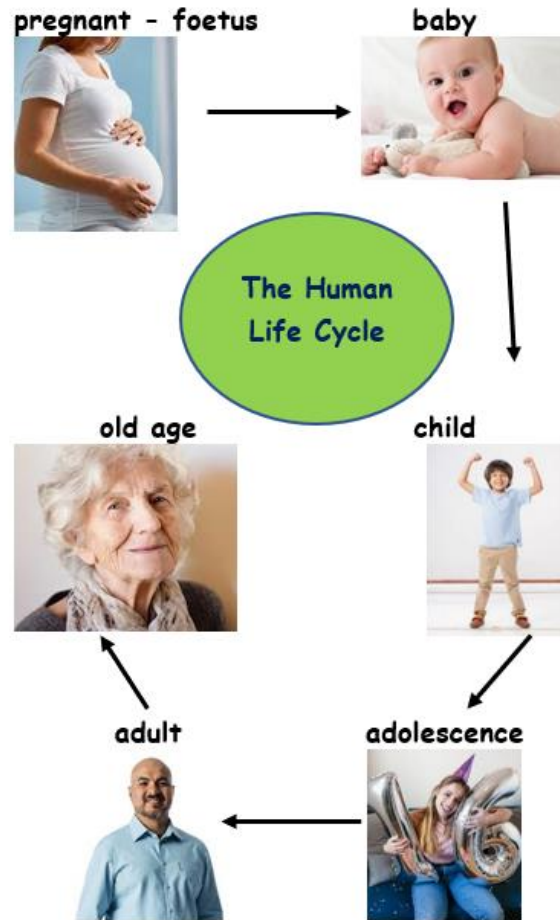 pregnant - foetus
baby
The Human
Life Cycle
old age
child
adult
adolescence
16